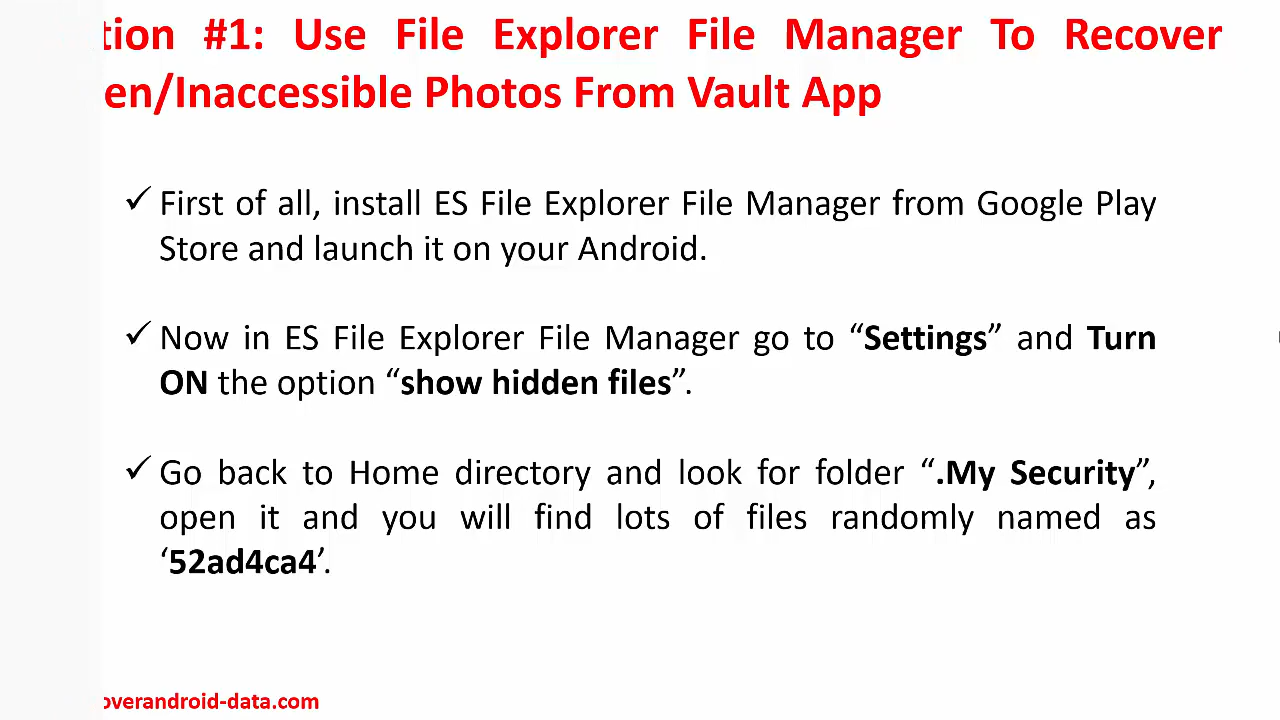 tion #1: Use File Explorer File Manager To Recover
en/Inaccessible Photos From Vault App
✓ First of all, install ES File Explorer File Manager from Google Play
Store and launch it on your Android.
✓ Now in ES File Explorer File Manager go to “Settings” and Turn
ON the option “show hidden files”.
✓ Go back to Home directory and look for folder “.My Security”,
open it and you will find lots of files randomly named as
‘52ad4ca4’.
overandroid-data.com